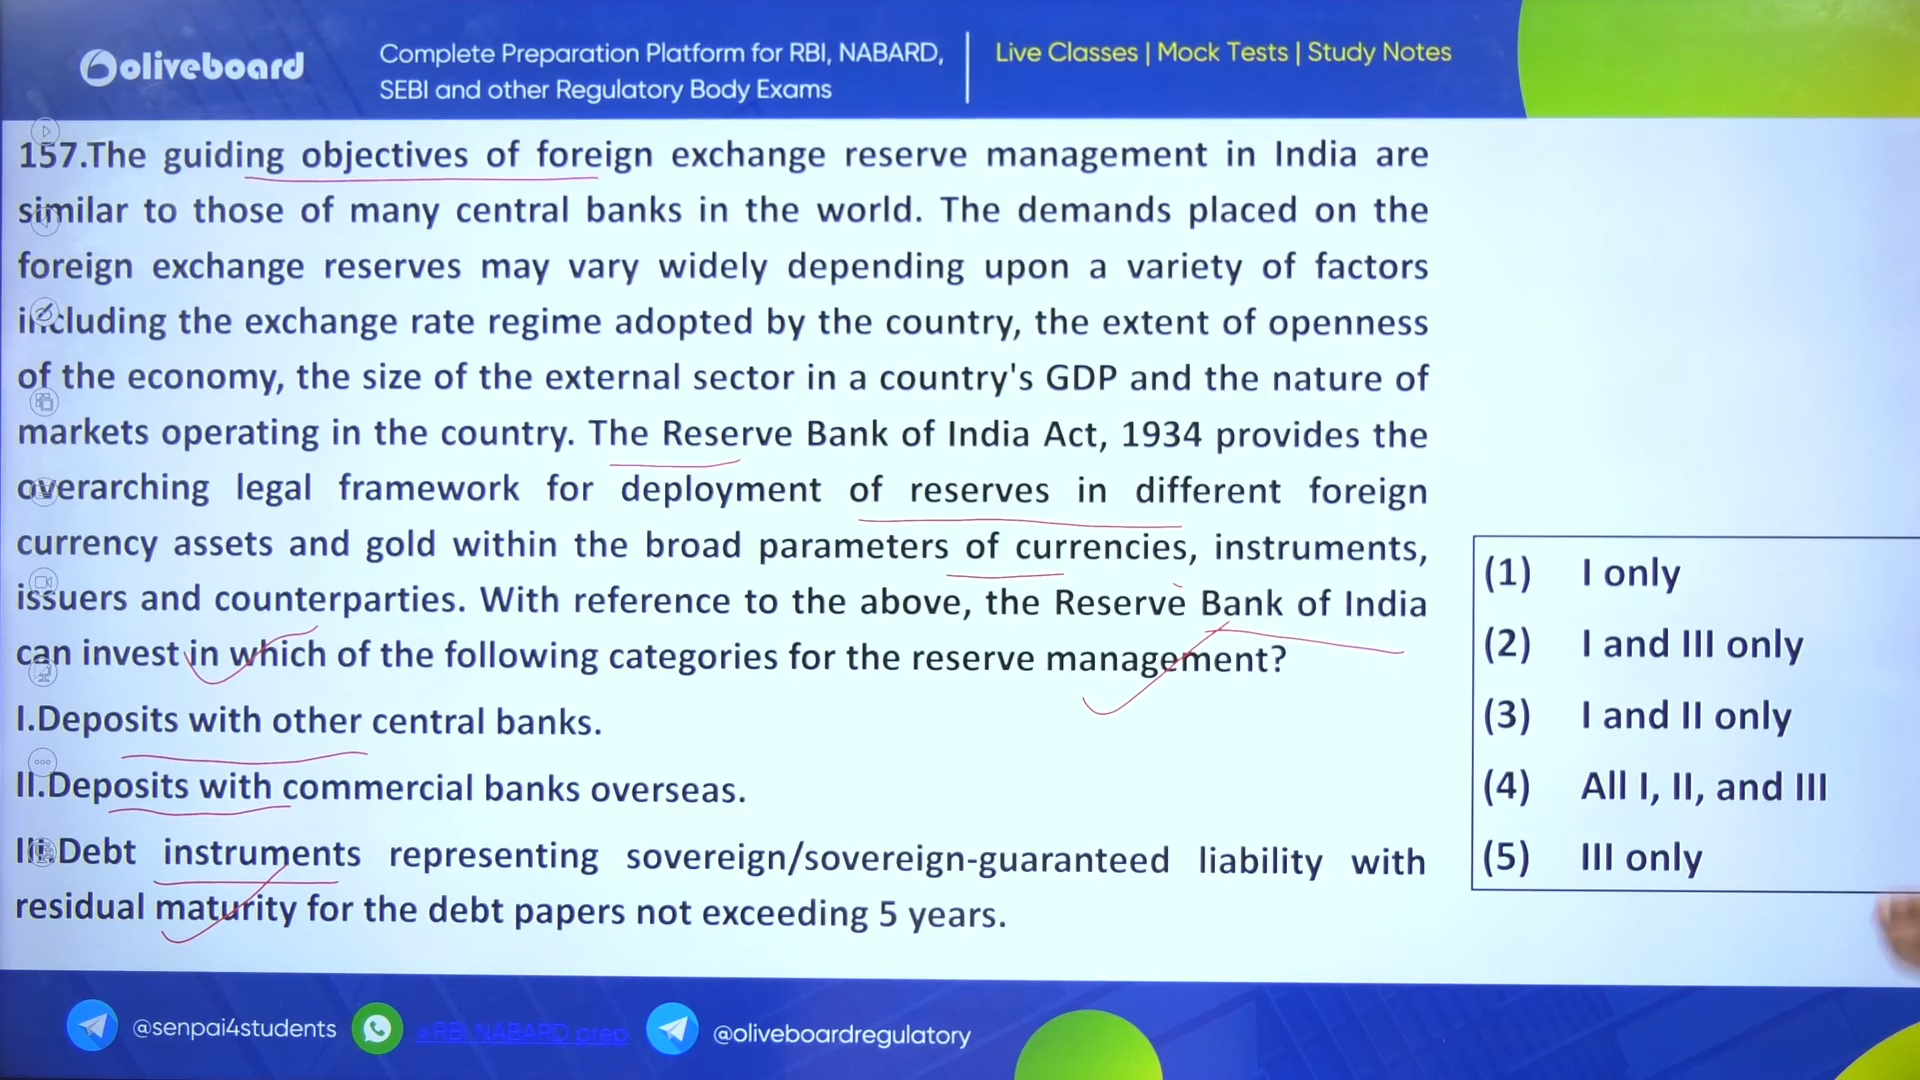 oliveboard
Complete Preparation Platform for RBI, NABARD,
SEBI and other Regulatory Body Exams
Live Classes | Mock Tests | Study Notes
157.The guiding objectives of foreign exchange reserve management in India are
similar to those of many central banks in the world. The demands placed on the
foreign exchange reserves may vary widely depending upon a variety of factors
including the exchange rate regime adopted by the country, the extent of openness
of the economy, the size of the external sector in a country's GDP and the nature of
markets operating in the country. The Reserve Bank of India Act, 1934 provides the
overarching legal framework for deployment of reserves in different foreign
currency assets and gold within the broad parameters of currencies, instruments,
issuers and counterparties. With reference to the above, the Reserve Bank of India
can invest in which of the following categories for the reserve management?
I.Deposits with other central banks.
II.Deposits with commercial banks overseas.
III.Debt instruments representing sovereign/sovereign-guaranteed liability with
residual maturity for the debt papers not exceeding 5 years.
(1) I only
(2) I and III only
(3) I and II only
(4) All I, II, and III
(5) III only
@senpai4students
RBI NABARD prep
@oliveboardregulatory